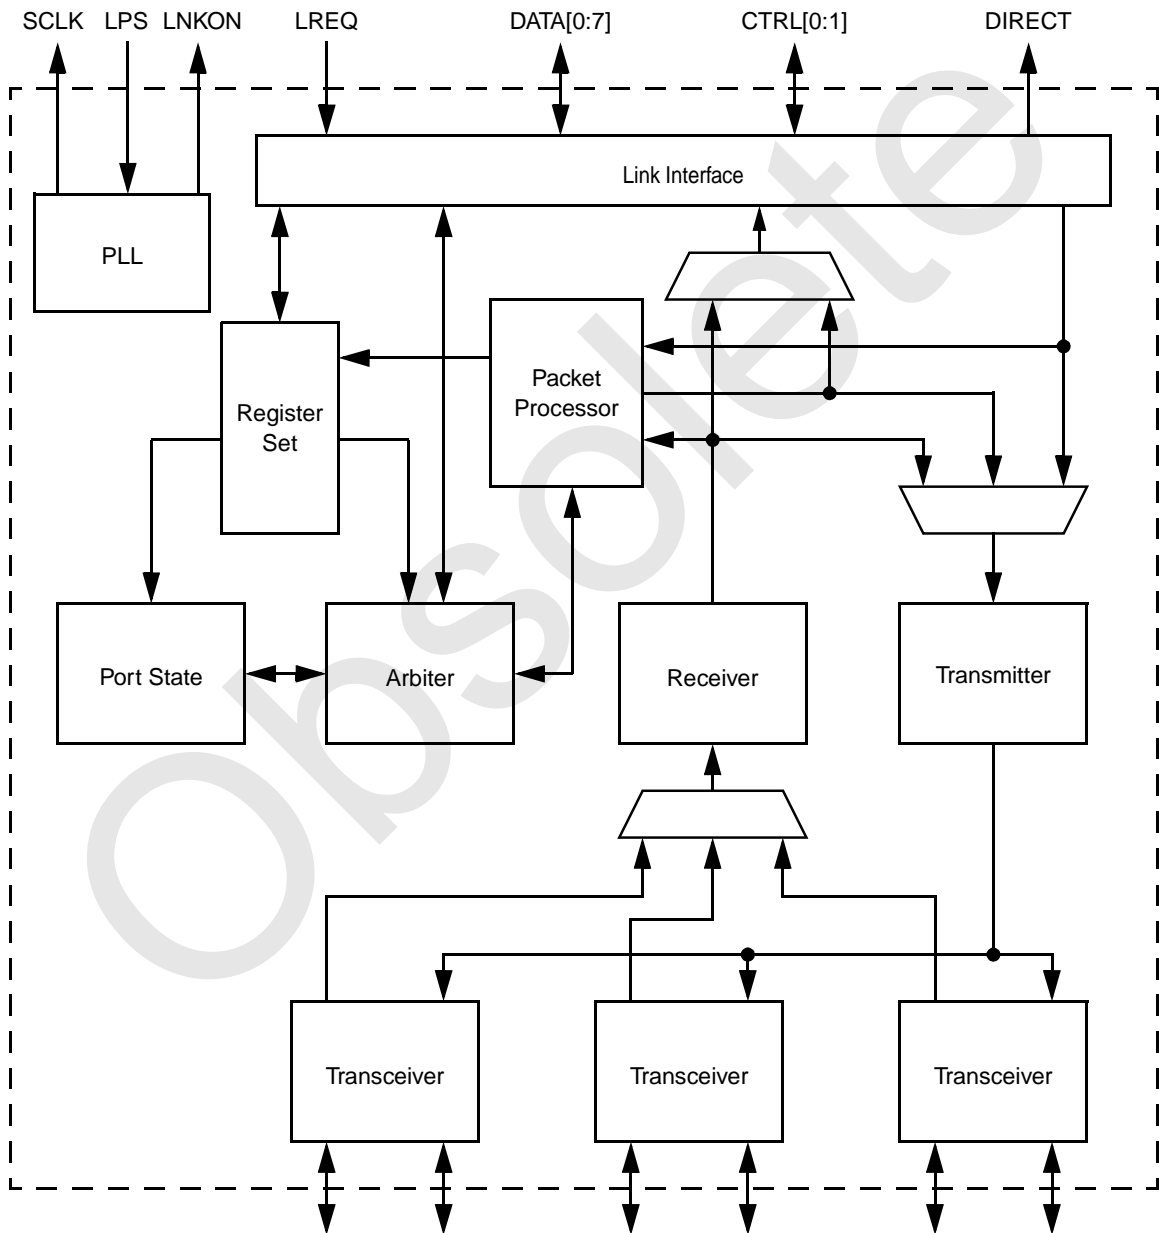 SCLK LPS LNKON LREQ DATA[0:7] CTRL[0:1] DIRECT
Link Interface
PLL
Packet
Processor
Register
Set
Port State
Arbiter
Receiver
Transmitter
Transceiver
Transceiver
Transceiver
Obsolete